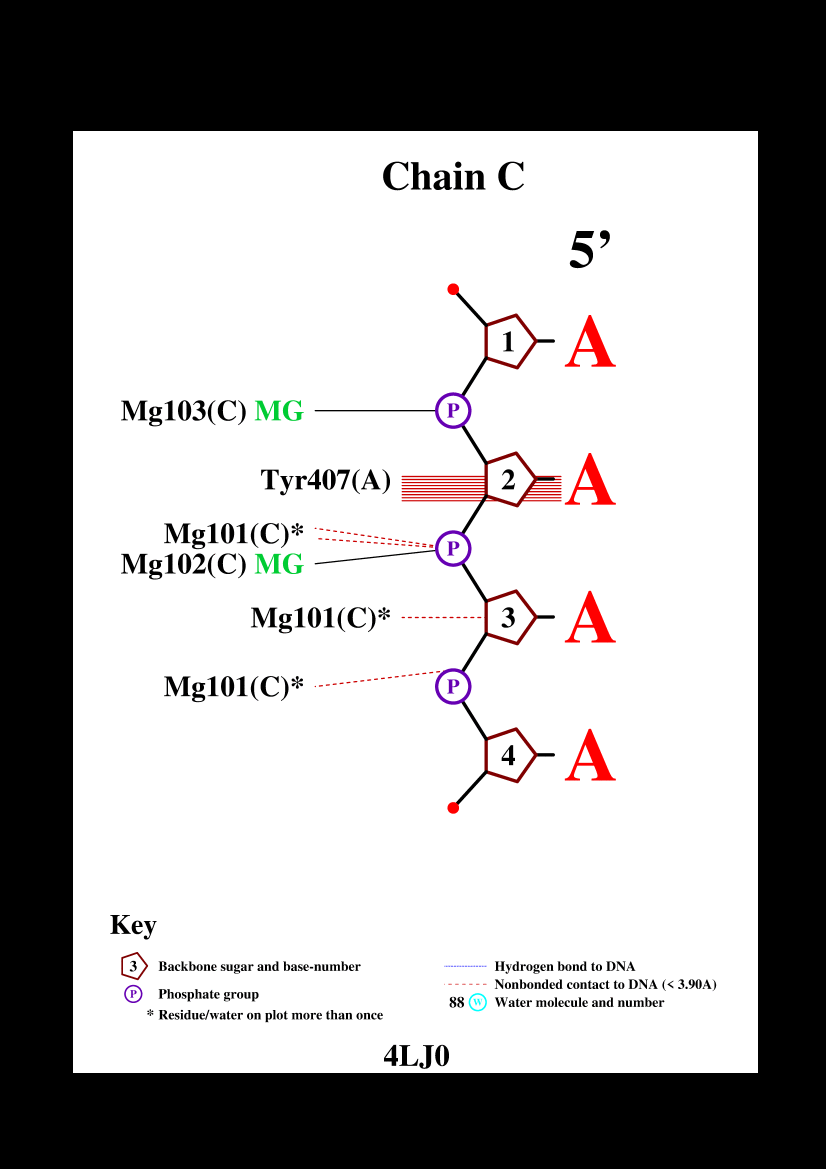 Chain C
5’
1 A
Mg103(C) MG P
Tyr407(A) 2 A
Mg101(C)*
P
Mg102(C) MG
Mg101(C)* 3 A
Mg101(C)* P
4 A
Key
3 Backbone sugar and base-number
P Phosphate group
* Residue/water on plot more than once
Hydrogen bond to DNA
Nonbonded contact to DNA (< 3.90A)
88 W Water molecule and number
4LJ0